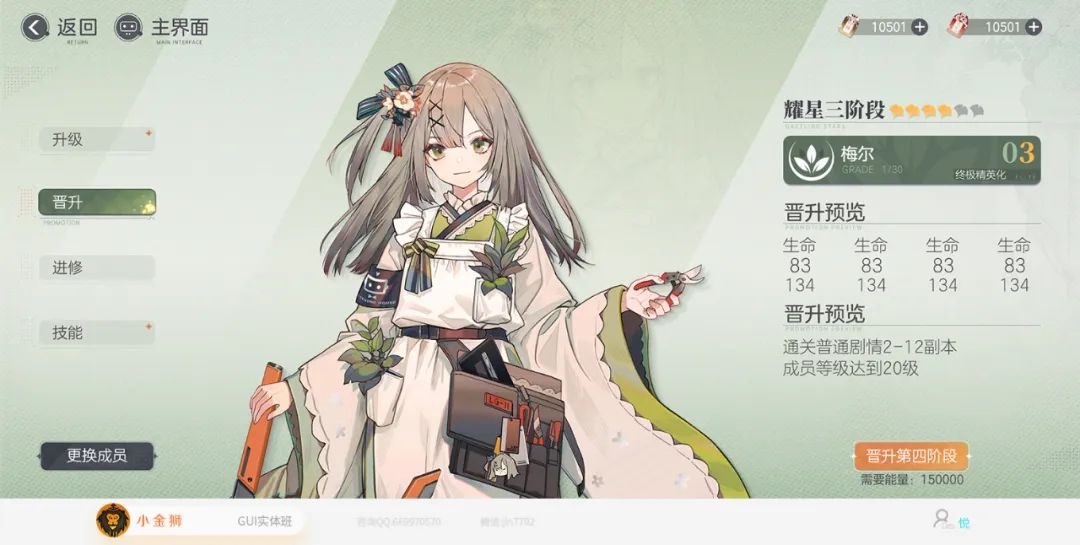 返回
RETURN
主界面
MAIN INTERFACE
10501
10501
升级
晋升
PROMOTION
进修
技能
更换成员
耀星三阶段
DAZZLING STARS
梅尔
GRADE 1/30
03
终极精英化
晋升预览
PROMOTION PREVIEW
生命 生命 生命 生命
83 83 83 83
134 134 134 134
晋升预览
PROMOTION PREVIEW
通关普通剧情2-12副本
成员等级达到20级
晋升第四阶段
需要能量: 150000
小金狮
GUI实体班
咨询QQ:669970570
悦